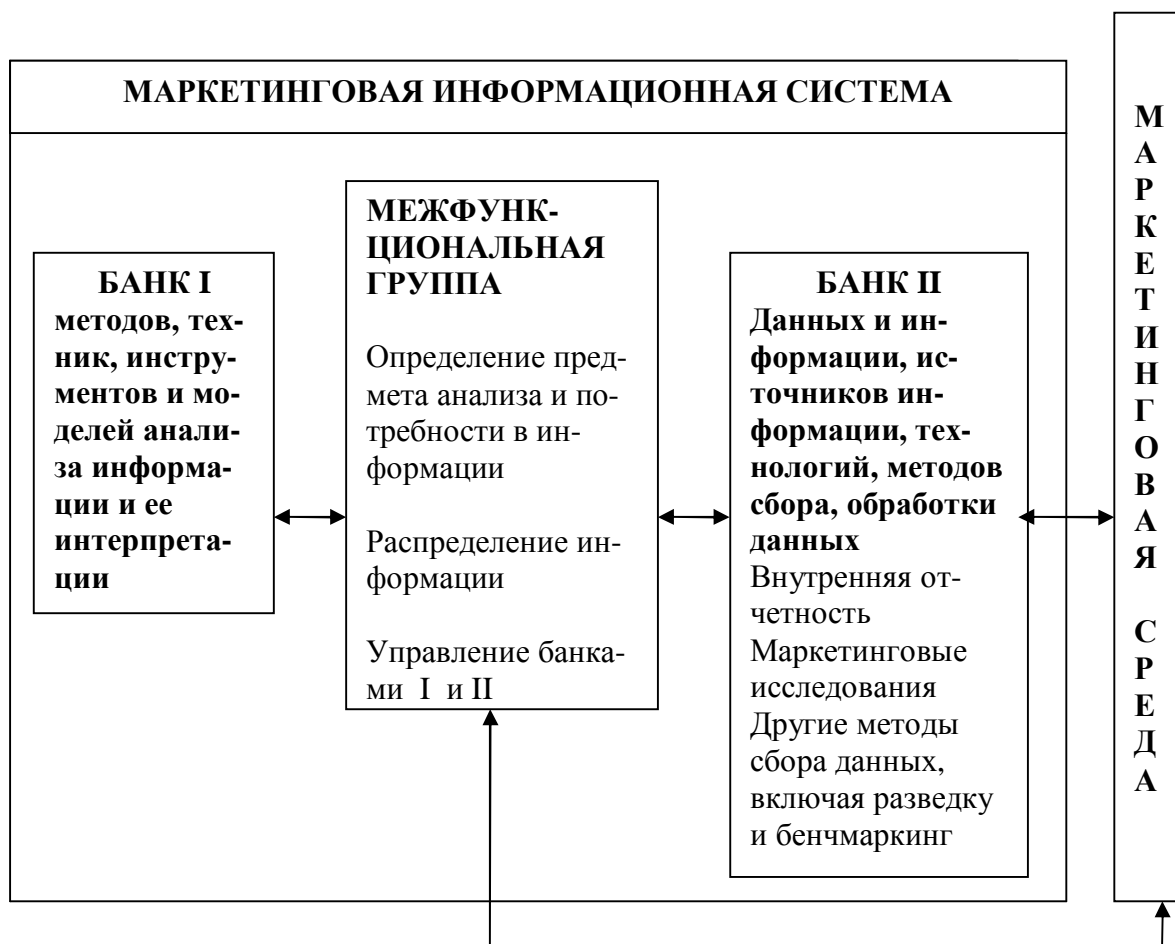 МАРКЕТИНГОВАЯ ИНФОРМАЦИОННАЯ СИСТЕМА
БАНК I
методов, тех-
ник, инстру-
ментов и мо-
делей анали-
за информа-
ции и ее
интерпрета-
ции
МЕЖФУНК-
ЦИОНАЛЬНАЯ
ГРУППА
Определение пред-
мета анализа и по-
требности в ин-
формации
Распределение ин-
формации
Управление банка-
ми I и II
БАНК II
Данных и ин-
формации, ис-
точников ин-
формации, тех-
нологий, методов
сбора, обработки
данных
Внутренняя от-
четность
Маркетинговые
исследования
Другие методы
сбора данных,
включая разведку
и бенчмаркинг
М
А
Р
К
Е
Т
И
Н
Г
О
В
А
Я
С
Р
Е
Д
А